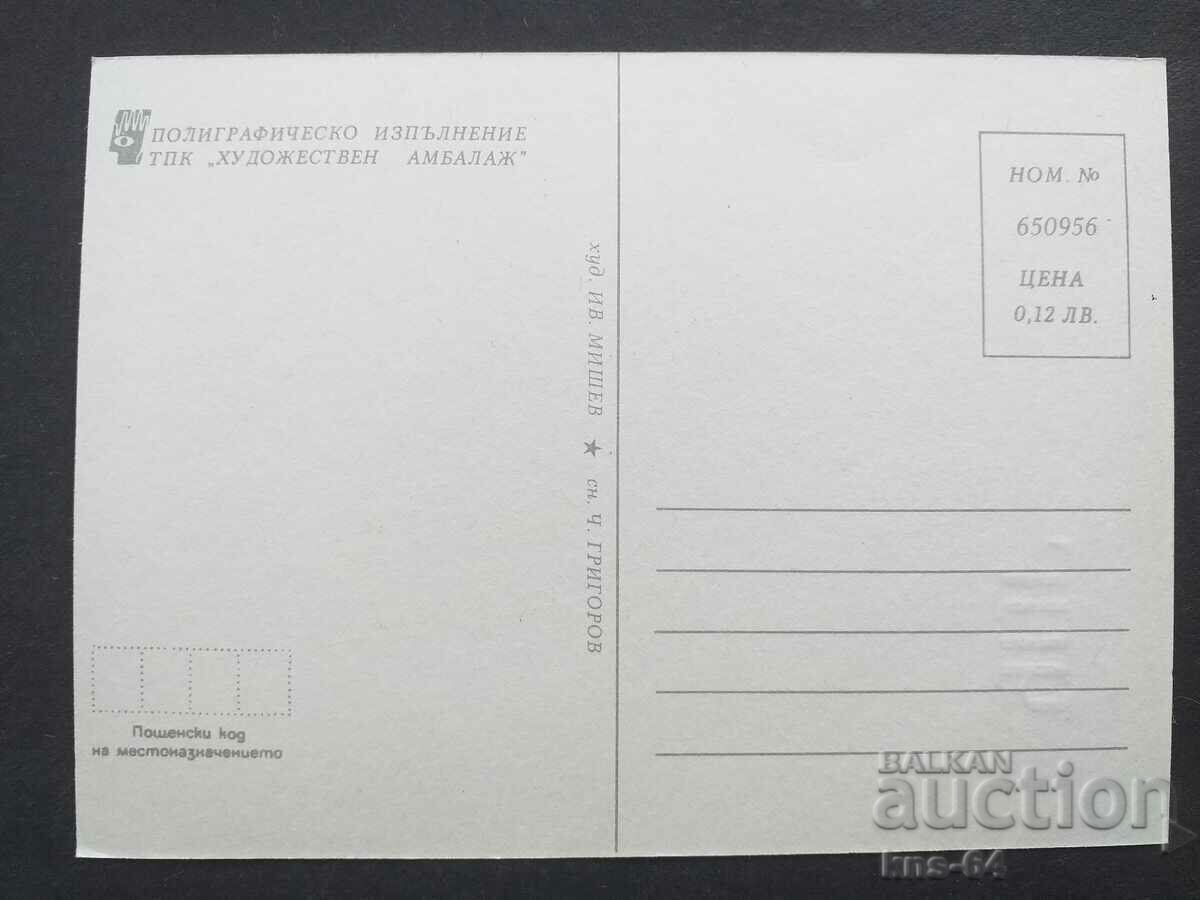 ПОЛИГРАФИЧЕСКО ИЗПЪЛНЕНИЕ
ТПК „ХУДОЖЕСТВЕН АМБАЛАЖ"
худ. ИВ. МИШЕВ ★ сн. Ч. ГРИГОРОВ
НОМ. №
650956
ЦЕНА
0,12 ЛВ.
Пощенски код
на местоназначението
BALKAN
auction
kns-64